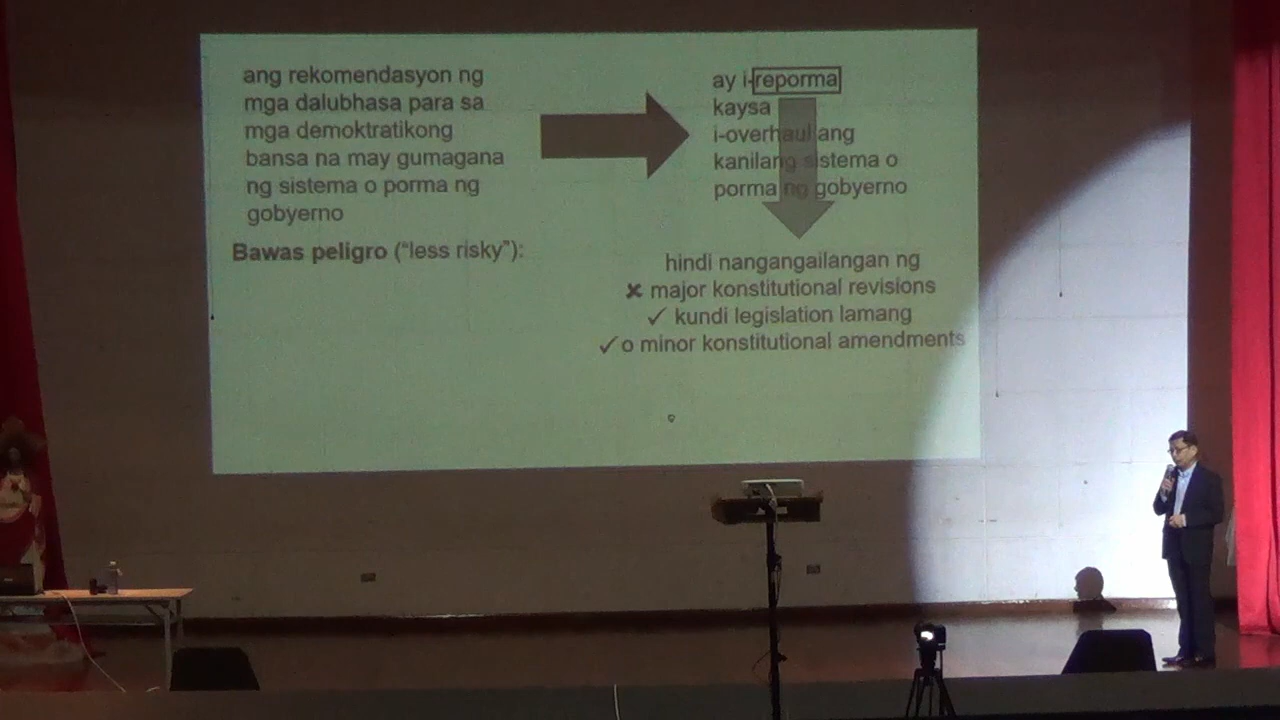 ang rekomendasyon ng
mga dalubhasa para sa
mga demoktratikong
bansa na may gumagana
ng sistema o porma ng
gobyerno
Bawas peligro (“less risky”):
ay i-reporma
kaysa
i-overhaul ang
kanilang sistema o
porma ng gobyerno
hindi nangangailangan ng
✘ major konstitutional revisions
✓ kundi legislation lamang
✓ o minor konstitutional amendments